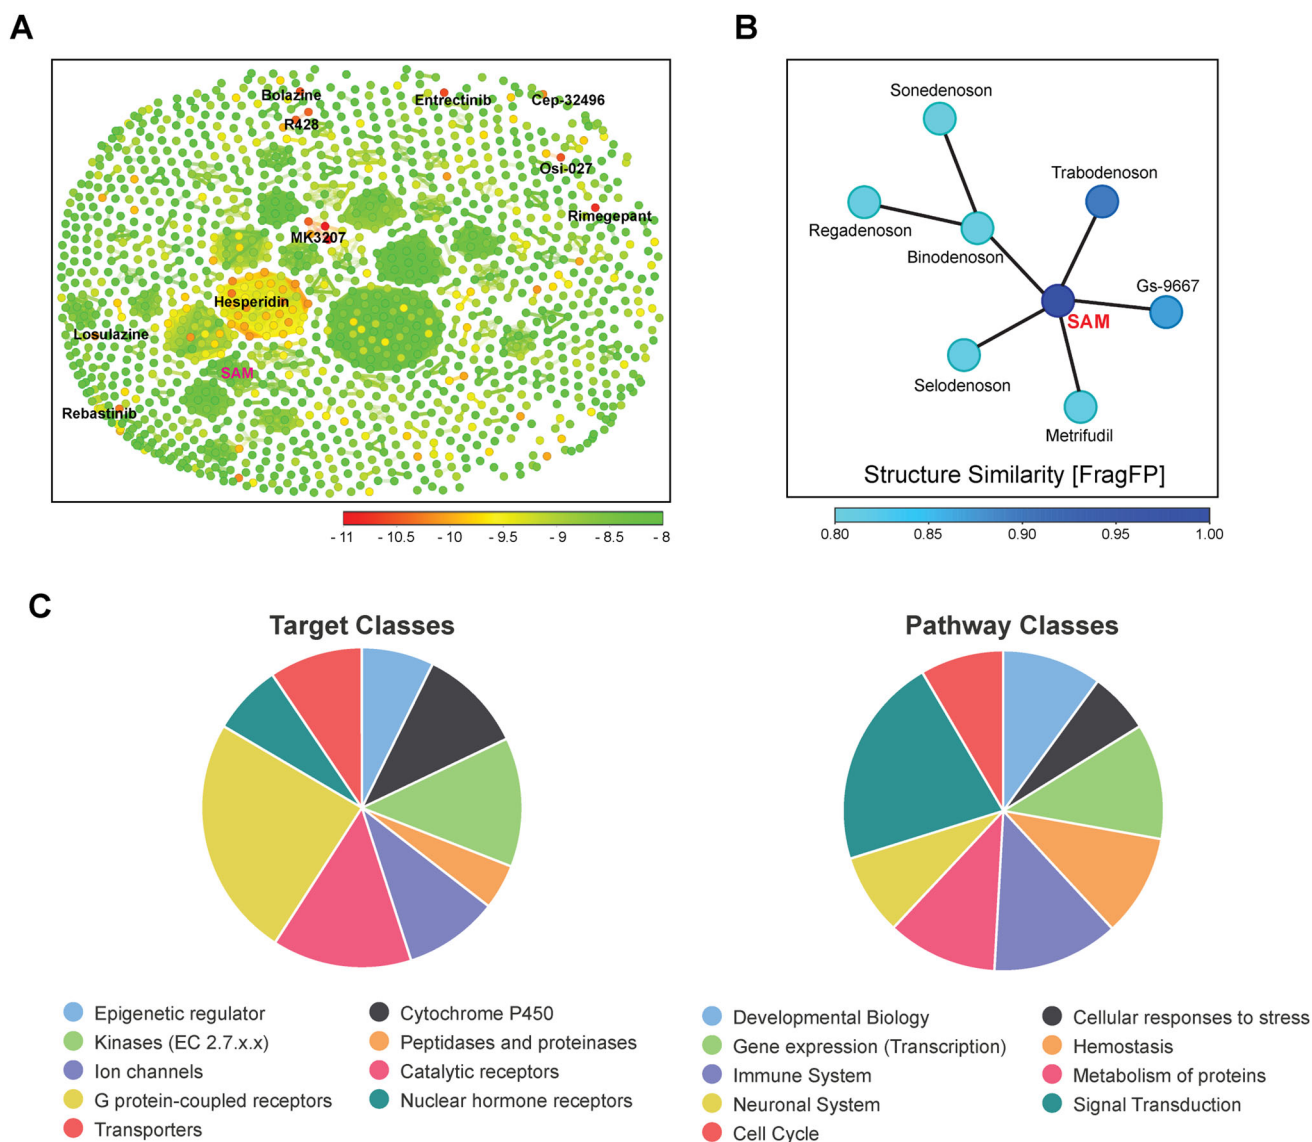 A
B
Bolazine
Entrectinib
Cep-32496
R428
Osi-027
Rimegepant
MK3207
Hesperidin
Losulazine
SAM
Rebastinib
- 11
- 10.5
- 10
- 9.5
- 9
- 8.5
- 8
Sonedenoson
Trabodenoson
Regadenoson
Binodenoson
Gs-9667
SAM
Selodenoson
Metrifudil
Structure Similarity [FragFP]
0.80
0.85
0.90
0.95
1.00
C
Target Classes
Epigenetic regulator
Cytochrome P450
Kinases (EC 2.7.x.x)
Peptidases and proteinases
Ion channels
Catalytic receptors
G protein-coupled receptors
Nuclear hormone receptors
Transporters
Pathway Classes
Developmental Biology
Cellular responses to stress
Gene expression (Transcription)
Hemostasis
Immune System
Metabolism of proteins
Neuronal System
Signal Transduction
Cell Cycle